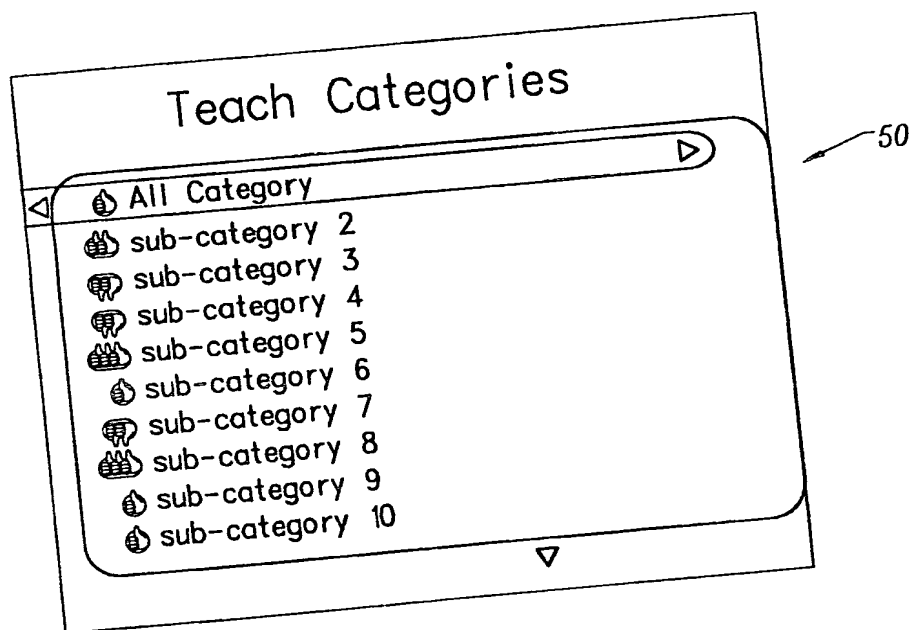 Teach Categories
50
All Category
sub-category 2
sub-category 3
sub-category 4
sub-category 5
sub-category 6
sub-category 7
sub-category 8
sub-category 9
sub-category 10